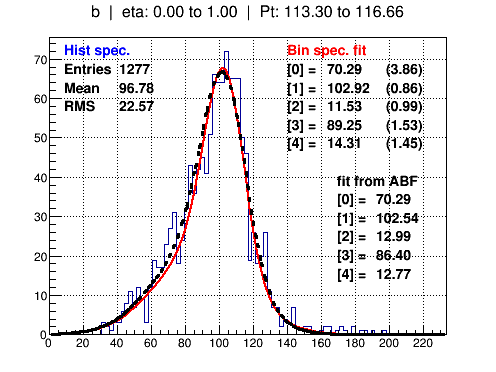 b | eta: 0.00 to 1.00 | Pt: 113.30 to 116.66
Hist spec.
Entries 1277
Mean 96.78
RMS 22.57
Bin spec. fit
[0] = 70.29 (3.86)
[1] = 102.92 (0.86)
[2] = 11.53 (0.99)
[3] = 89.25 (1.53)
[4] = 14.31 (1.45)
fit from ABF
[0] = 70.29
[1] = 102.54
[2] = 12.99
[3] = 86.40
[4] = 12.77
70
60
50
40
30
20
10
0
0 20 40 60 80 100 120 140 160 180 200 220